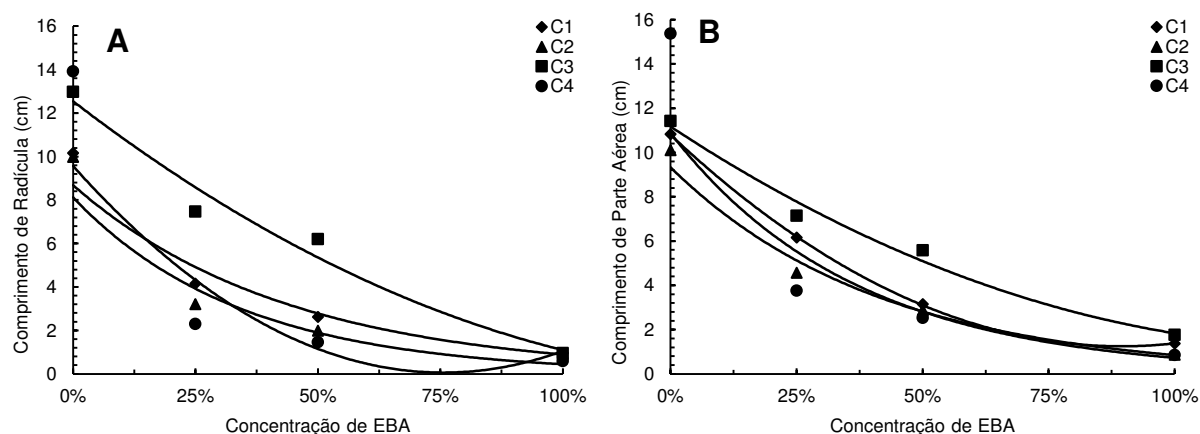 A
C1
C2
C3
C4
16
14
12
10
8
6
4
2
0
0%
25%
50%
75%
100%
Comprimento de Radícula (cm)
Concentração de EBA
B
C1
C2
C3
C4
16
14
12
10
8
6
4
2
0
0%
25%
50%
75%
100%
Comprimento de Parte Aérea (cm)
Concentração de EBA